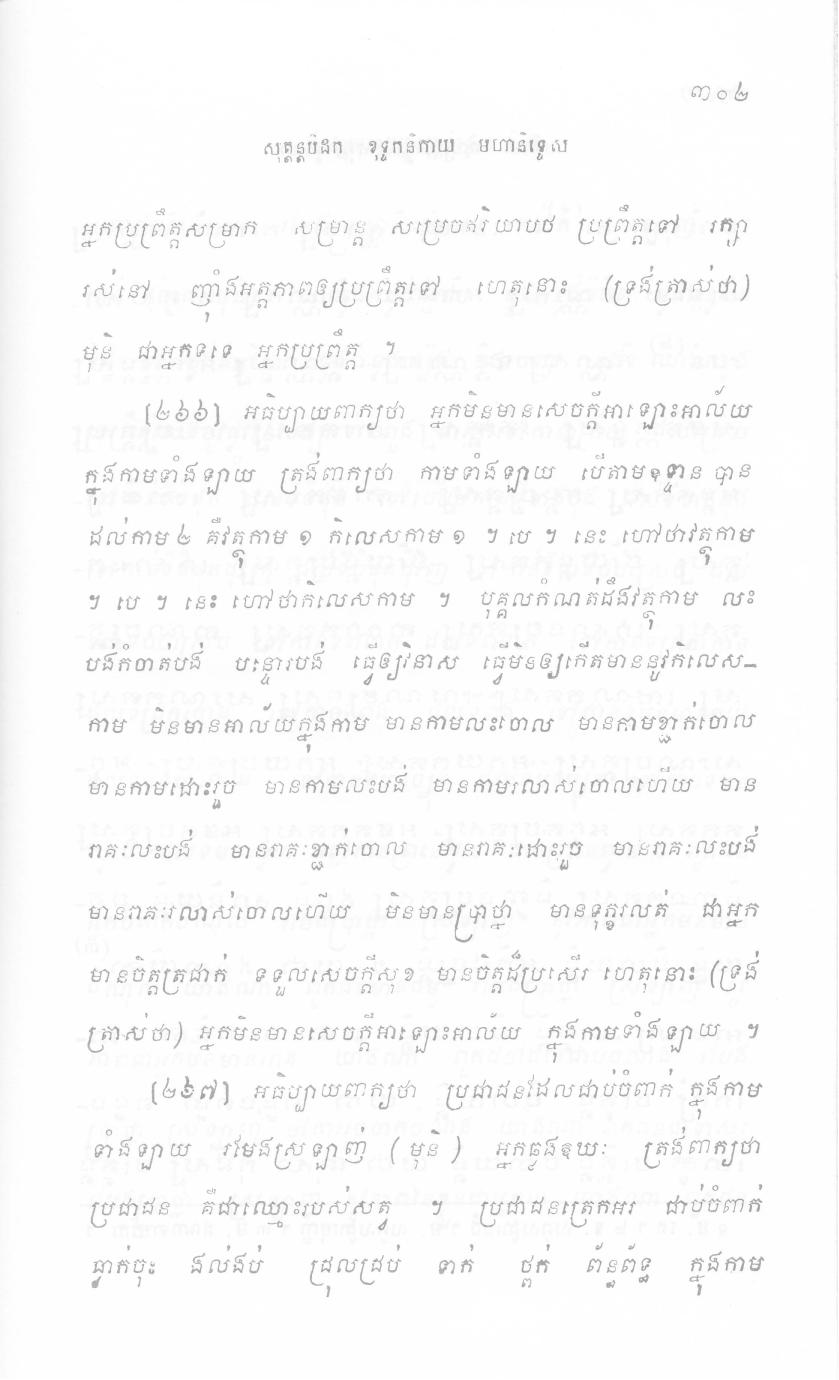 ៣០២
សុត្តន្តបិដក ខុទ្ទកនិកាយ មហានិទ្ទេស
អ្នកប្រព្រឹត្តសម្រាក សម្រាន្ត សម្រេចឥរិយាបថ ប្រព្រឹត្តទៅ រក្សា
រស់នៅ ញ៉ាំងអត្តភាពឲ្យប្រព្រឹត្តទៅ ហេតុនោះ (ទ្រង់ត្រាស់ថា)
មុនិ ជាអ្នកទទេ អ្នកប្រព្រឹត្ត ។
(២៦៦) អធិប្បាយពាក្យថា អ្នកមិនមានសេចក្តីអាឡោះអាល័យ
ក្នុងកាមទាំងឡាយ ត្រង់ពាក្យថា កាមទាំងឡាយ បើតាមឧទ្ទាន បាន
ដល់កាម ២ គឺវត្ថុកាម ១ កិលេសកាម ១ ។ បេ ។ នេះ ហៅថាវត្ថុកាម
។ បេ ។ នេះ ហៅថាកិលេសកាម ។ បុគ្គលកំណត់ដឹងវត្ថុកាម លះ
បង់កំចាត់បង់ បន្ទោរបង់ ធ្វើឲ្យវិនាស ធ្វើមិនឲ្យកើតមាននូវកិលេស-
កាម មិនមានអាល័យក្នុងកាម មានកាមលះចោល មានកាមខ្ជាក់ចោល
មានកាមដោះរួច មានកាមលះបង់ មានកាមរលាស់ចោលហើយ មាន
រាគៈលះបង់ មានរាគៈខ្ជាក់ចោល មានរាគៈដោះរួច មានរាគៈលះបង់
មានរាគៈរលាស់ចោលហើយ មិនមានប្រាថ្នា មានទុក្ខរលត់ ជាអ្នក
មានចិត្តត្រជាក់ ទទួលសេចក្តីសុខ មានចិត្តដ៏ប្រសើរ ហេតុនោះ (ទ្រង់
ត្រាស់ថា) អ្នកមិនមានសេចក្តីអាឡោះអាល័យ ក្នុងកាមទាំងឡាយ ។
(២៦៧) អធិប្បាយពាក្យថា ប្រជាជនដែលជាប់ចំពាក់ ក្នុងកាម
ទាំងឡាយ រមែងស្រឡាញ់ (មុនិ) អ្នកឆ្លងឱឃៈ ត្រង់ពាក្យថា
ប្រជាជន គឺជាឈ្មោះរបស់សត្វ ។ ប្រជាជនត្រេកអរ ជាប់ចំពាក់
ធ្លាក់ចុះ ងល់ងប់ ជ្រុលជ្រប់ ទាក់ ថ្ពក់ ព័ន្ធព័ទ្ធ ក្នុងកាម